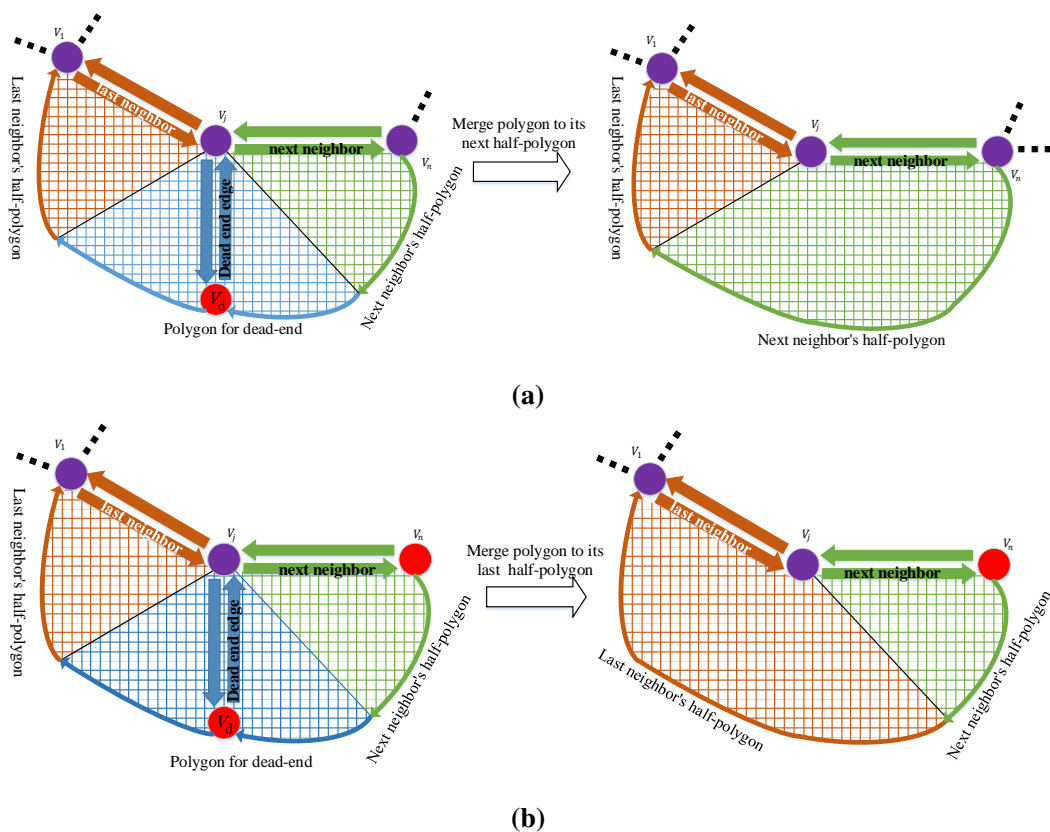 V1
Vj
Vn
last neighbor
next neighbor
Dead end edge
Vd
Last neighbor's half-polygon
Next neighbor's half-polygon
Polygon for dead-end
Merge polygon to its
next half-polygon
V1
Vj
Vn
last neighbor
next neighbor
Last neighbor's half-polygon
Next neighbor's half-polygon
(a)
V1
Vj
Vn
last neighbor
next neighbor
Dead end edge
Vd
Last neighbor's half-polygon
Next neighbor's half-polygon
Polygon for dead-end
Merge polygon to its
last half-polygon
V1
Vj
Vn
last neighbor
next neighbor
Last neighbor's half-polygon
Next neighbor's half-polygon
(b)